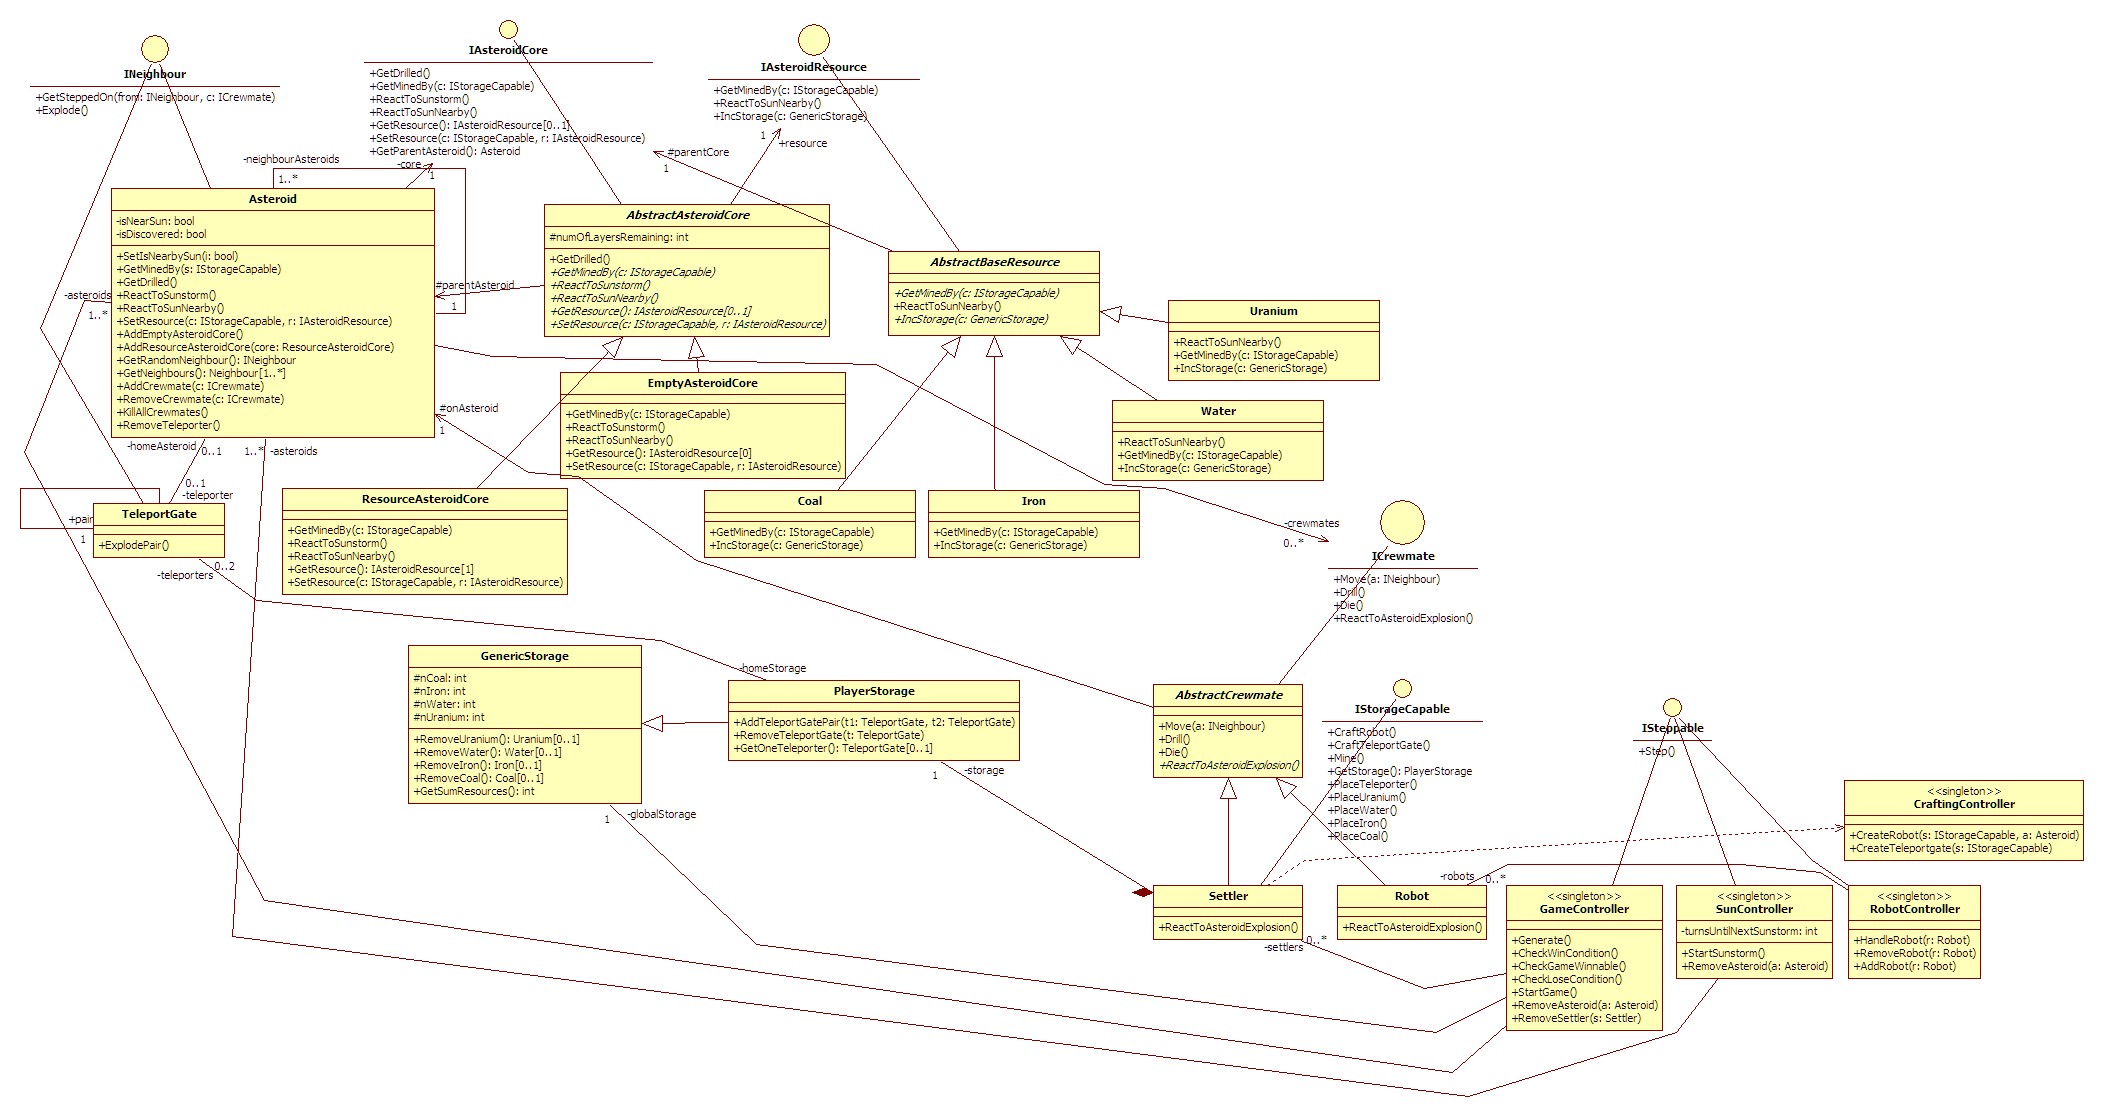 INeighbour
+GetSteppedOn(from: INeighbour, c: ICrewmate)
+Explode()
IAsteroidCore
+GetDrilled()
+GetMinedBy(c: IStorageCapable)
+ReactToSunstorm()
+ReactToSunNearby()
+GetResource(): IAsteroidResource[0..1]
+SetResource(c: IStorageCapable, r: IAsteroidResource)
+GetParentAsteroid(): Asteroid
IAsteroidResource
+GetMinedBy(c: IStorageCapable)
+ReactToSunNearby()
+IncStorage(c: GenericStorage)
1
+resource
#parentCore
1
-neighbourAsteroids
1..*
-core
1
Asteroid
-isNearSun: bool
-isDiscovered: bool
+SetIsNearbySun(i: bool)
+GetMinedBy(s: IStorageCapable)
+GetDrilled()
+ReactToSunstorm()
+ReactToSunNearby()
+SetResource(c: IStorageCapable, r: IAsteroidResource)
+AddEmptyAsteroidCore()
+AddResourceAsteroidCore(core: ResourceAsteroidCore)
+GetRandomNeighbour(): INeighbour
+GetNeighbours(): Neighbour[1..*]
+AddCrewmate(c: ICrewmate)
+RemoveCrewmate(c: ICrewmate)
+KillAllCrewmates()
+RemoveTeleporter()
-asteroids
1..*
#parentAsteroid
1
#onAsteroid
1
AbstractAsteroidCore
#numOfLayersRemaining: int
+GetDrilled()
+GetMinedBy(c: IStorageCapable)
+ReactToSunstorm()
+ReactToSunNearby()
+GetResource(): IAsteroidResource[0..1]
+SetResource(c: IStorageCapable, r: IAsteroidResource)
AbstractBaseResource
+GetMinedBy(c: IStorageCapable)
+ReactToSunNearby()
+IncStorage(c: GenericStorage)
Uranium
+ReactToSunNearby()
+GetMinedBy(c: IStorageCapable)
+IncStorage(c: GenericStorage)
EmptyAsteroidCore
+GetMinedBy(c: IStorageCapable)
+ReactToSunstorm()
+ReactToSunNearby()
+GetResource(): IAsteroidResource[0]
+SetResource(c: IStorageCapable, r: IAsteroidResource)
Water
+ReactToSunNearby()
+GetMinedBy(c: IStorageCapable)
+IncStorage(c: GenericStorage)
-homeAsteroid
0..1
1..*
-asteroids
0..1
-teleporter
ResourceAsteroidCore
+GetMinedBy(c: IStorageCapable)
+ReactToSunstorm()
+ReactToSunNearby()
+GetResource(): IAsteroidResource[1]
+SetResource(c: IStorageCapable, r: IAsteroidResource)
Coal
+GetMinedBy(c: IStorageCapable)
+IncStorage(c: GenericStorage)
Iron
+GetMinedBy(c: IStorageCapable)
+IncStorage(c: GenericStorage)
TeleportGate
+ExplodePair()
+pair
1
-teleporters
0..2
-crewmates
0..*
ICrewmate
+Move(a: INeighbour)
+Drill()
+Die()
+ReactToAsteroidExplosion()
GenericStorage
#nCoal: int
#nIron: int
#nWater: int
#nUranium: int
+RemoveUranium(): Uranium[0..1]
+RemoveWater(): Water[0..1]
+RemoveIron(): Iron[0..1]
+RemoveCoal(): Coal[0..1]
+GetSumResources(): int
-homeStorage
PlayerStorage
+AddTeleportGatePair(t1: TeleportGate, t2: TeleportGate)
+RemoveTeleportGate(t: TeleportGate)
+GetOneTeleporter(): TeleportGate[0..1]
1
-storage
1
-globalStorage
AbstractCrewmate
+Move(a: INeighbour)
+Drill()
+Die()
+ReactToAsteroidExplosion()
IStorageCapable
+CraftRobot()
+CraftTeleportGate()
+Mine()
+GetStorage(): PlayerStorage
+PlaceTeleporter()
+PlaceUranium()
+PlaceWater()
+PlaceIron()
+PlaceCoal()
ISteppable
+Step()
<<singleton>>
CraftingController
+CreateRobot(s: IStorageCapable, a: Asteroid)
+CreateTeleportgate(s: IStorageCapable)
Settler
+ReactToAsteroidExplosion()
-settlers
0..*
Robot
+ReactToAsteroidExplosion()
-robots
0..*
<<singleton>>
GameController
+Generate()
+CheckWinCondition()
+CheckGameWinnable()
+CheckLoseCondition()
+StartGame()
+RemoveAsteroid(a: Asteroid)
+RemoveSettler(s: Settler)
<<singleton>>
SunController
-turnsUntilNextSunstorm: int
+StartSunstorm()
+RemoveAsteroid(a: Asteroid)
<<singleton>>
RobotController
+HandleRobot(r: Robot)
+RemoveRobot(r: Robot)
+AddRobot(r: Robot)